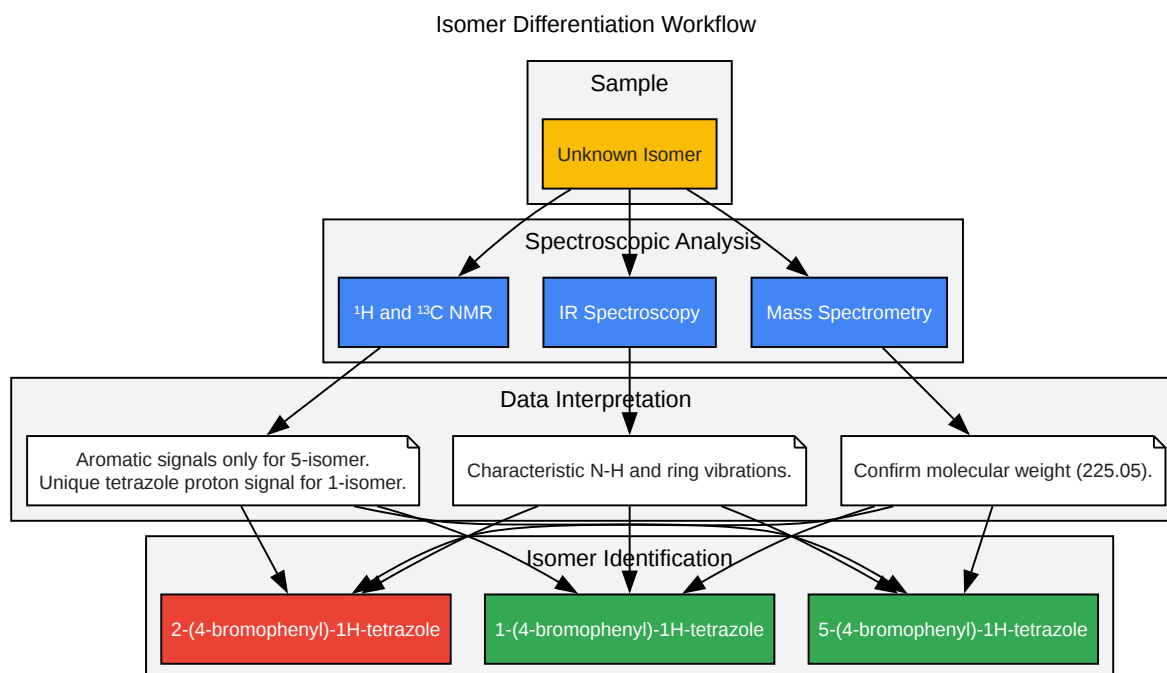 Isomer Differentiation Workflow
Sample
Unknown Isomer
Spectroscopic Analysis
¹H and ¹³C NMR
IR Spectroscopy
Mass Spectrometry
Data Interpretation
Aromatic signals only for 5-isomer.
Unique tetrazole proton signal for 1-isomer.
Characteristic N-H and ring vibrations.
Confirm molecular weight (225.05).
Isomer Identification
2-(4-bromophenyl)-1H-tetrazole
1-(4-bromophenyl)-1H-tetrazole
5-(4-bromophenyl)-1H-tetrazole